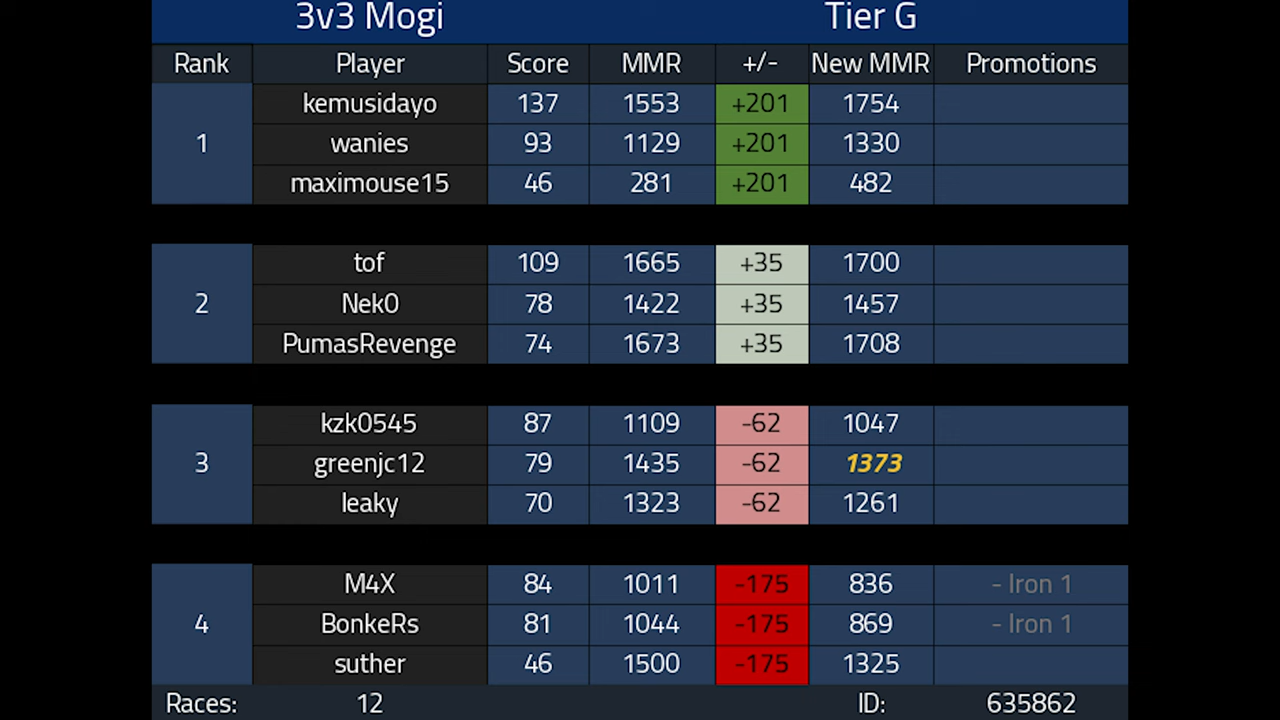 3v3 Mogi Tier G
Rank Player Score MMR +/- New MMR Promotions
kemusidayo 137 1553 +201 1754
1 wanies 93 1129 +201 1330
maximouse15 46 281 +201 482
tof 109 1665 +35 1700
2 Nek0 78 1422 +35 1457
PumasRevenge 74 1673 +35 1708
kzk0545 87 1109 -62 1047
3 greenjc12 79 1435 -62 1373
leaky 70 1323 -62 1261
M4X 84 1011 -175 836 - Iron 1
4 BonkeRs 81 1044 -175 869 - Iron 1
suther 46 1500 -175 1325
Races: 12 ID: 635862